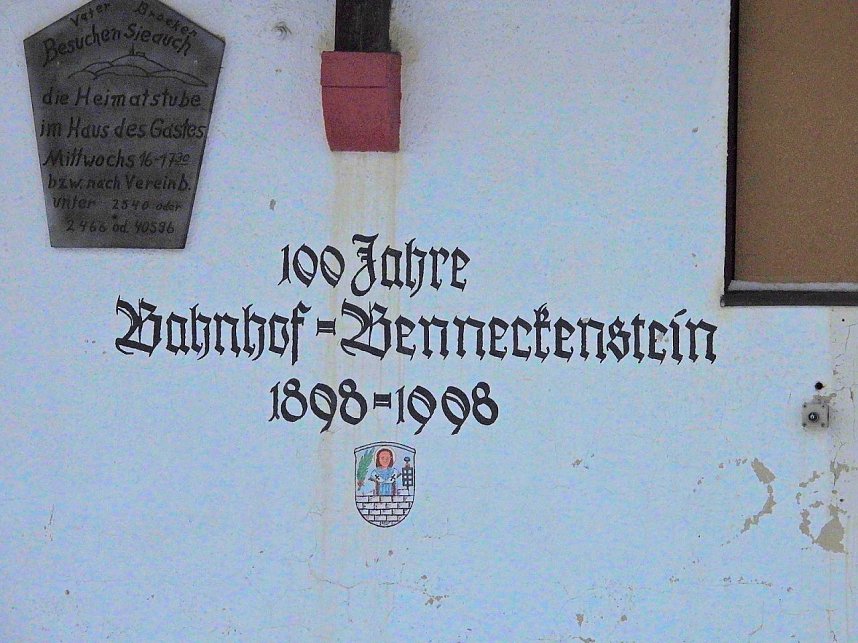 Vater Brocken
Besuchen Sie auch
die Heimatstube
im Haus des Gastes
Mittwochs 16-17³⁰
bzw. nach Vereinb.
unter 2540 oder
2466 od. 40536
100 Jahre
Bahnhof=Benneckenstein
1898=1998